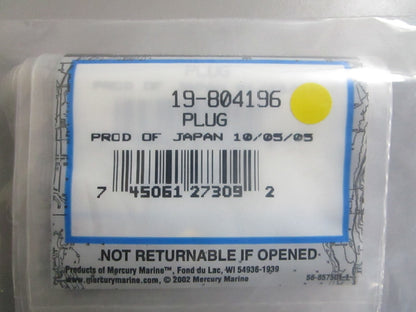 PLUG
19-804196
PLUG
PROD OF JAPAN 10/05/05
7 45061 27309 2
NOT RETURNABLE IF OPENED
Products of Mercury Marine™, Fond du Lac, WI 54936-1939
www.mercurymarine.com © 2002 Mercury Marine